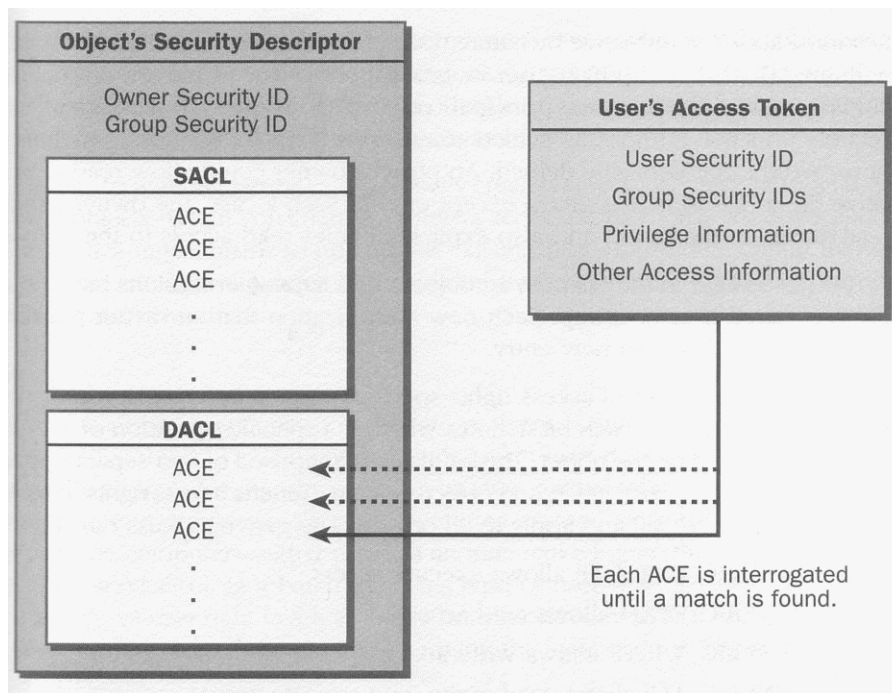 Object's Security Descriptor
Owner Security ID
Group Security ID
SACL
ACE
ACE
ACE
.
.
DACL
ACE
ACE
ACE
.
.
.
User's Access Token
User Security ID
Group Security IDs
Privilege Information
Other Access Information
Each ACE is interrogated
until a match is found.